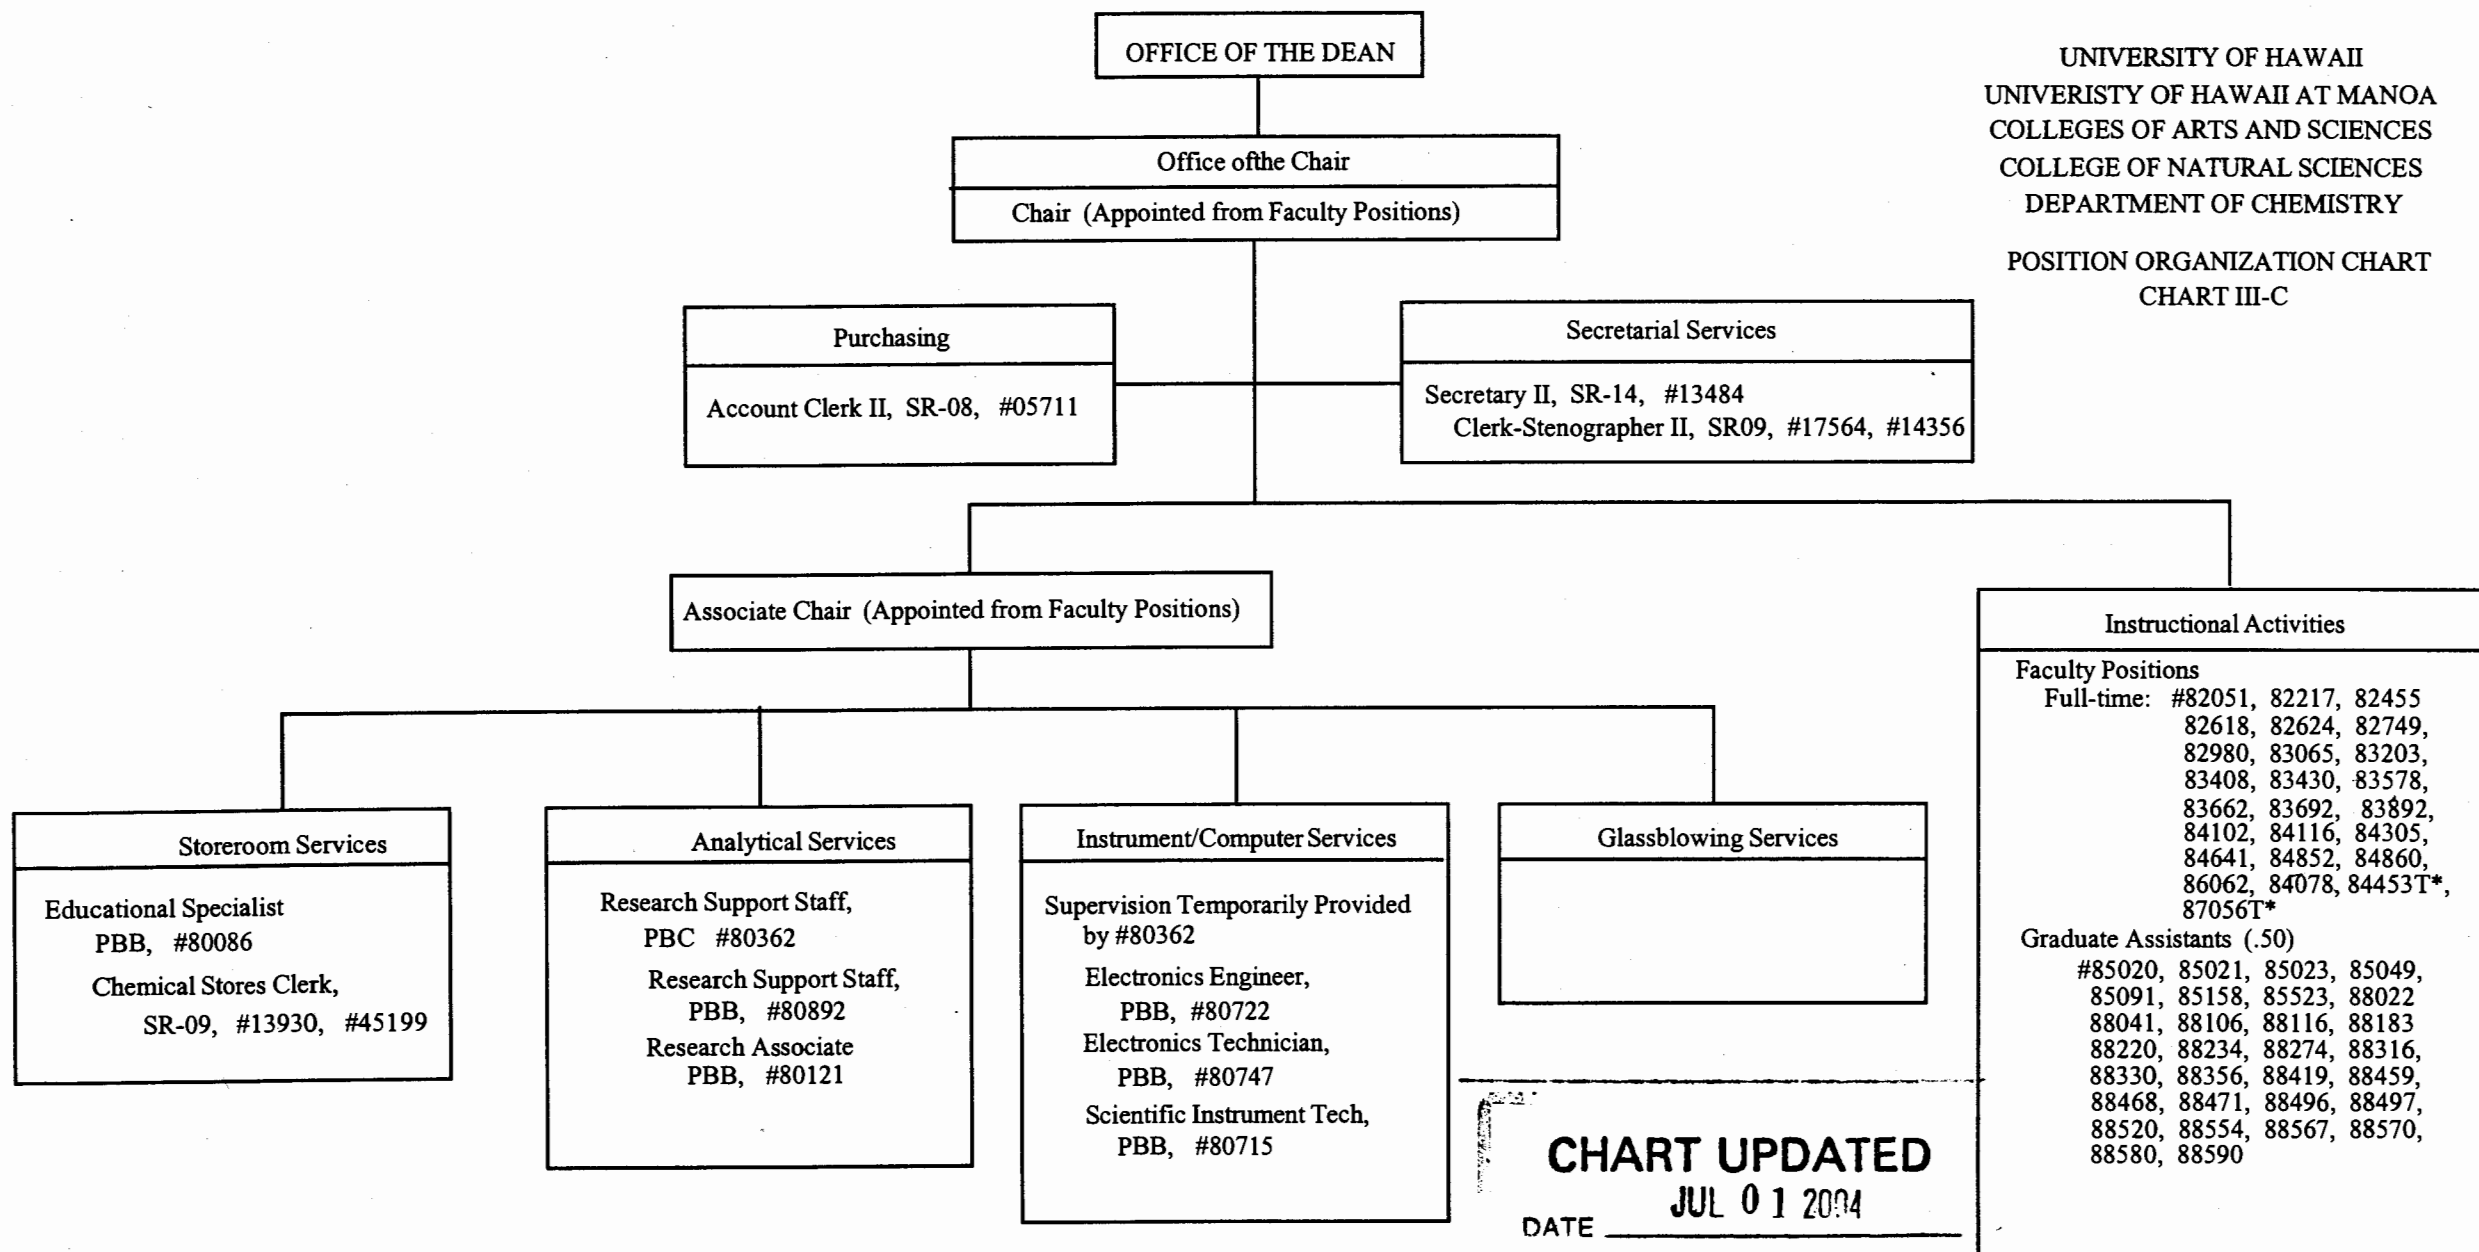 OFFICE OF THE DEAN
UNIVERSITY OF HAWAII
UNIVERISTY OF HAWAII AT MANOA
COLLEGES OF ARTS AND SCIENCES
COLLEGE OF NATURAL SCIENCES
DEPARTMENT OF CHEMISTRY
POSITION ORGANIZATION CHART
CHART III-C
Office ofthe Chair
Chair (Appointed from Faculty Positions)
Purchasing
Account Clerk II, SR-08, #05711
Secretarial Services
Secretary II, SR-14, #13484
Clerk-Stenographer II, SR09, #17564, #14356
Associate Chair (Appointed from Faculty Positions)
Storeroom Services
Educational Specialist
PBB, #80086
Chemical Stores Clerk,
SR-09, #13930, #45199
Analytical Services
Research Support Staff,
PBC #80362
Research Support Staff,
PBB, #80892
Research Associate
PBB, #80121
Instrument/Computer Services
Supervision Temporarily Provided
by #80362
Electronics Engineer,
PBB, #80722
Electronics Technician,
PBB, #80747
Scientific Instrument Tech,
PBB, #80715
Glassblowing Services
Instructional Activities
Faculty Positions
Full-time: #82051, 82217, 82455
82618, 82624, 82749,
82980, 83065, 83203,
83408, 83430, 83578,
83662, 83692, 83892,
84102, 84116, 84305,
84641, 84852, 84860,
86062, 84078, 84453T*,
87056T*
Graduate Assistants (.50)
#85020, 85021, 85023, 85049,
85091, 85158, 85523, 88022
88041, 88106, 88116, 88183
88220, 88234, 88274, 88316,
88330, 88356, 88419, 88459,
88468, 88471, 88496, 88497,
88520, 88554, 88567, 88570,
88580, 88590
CHART UPDATED
DATE JUL 01 2004